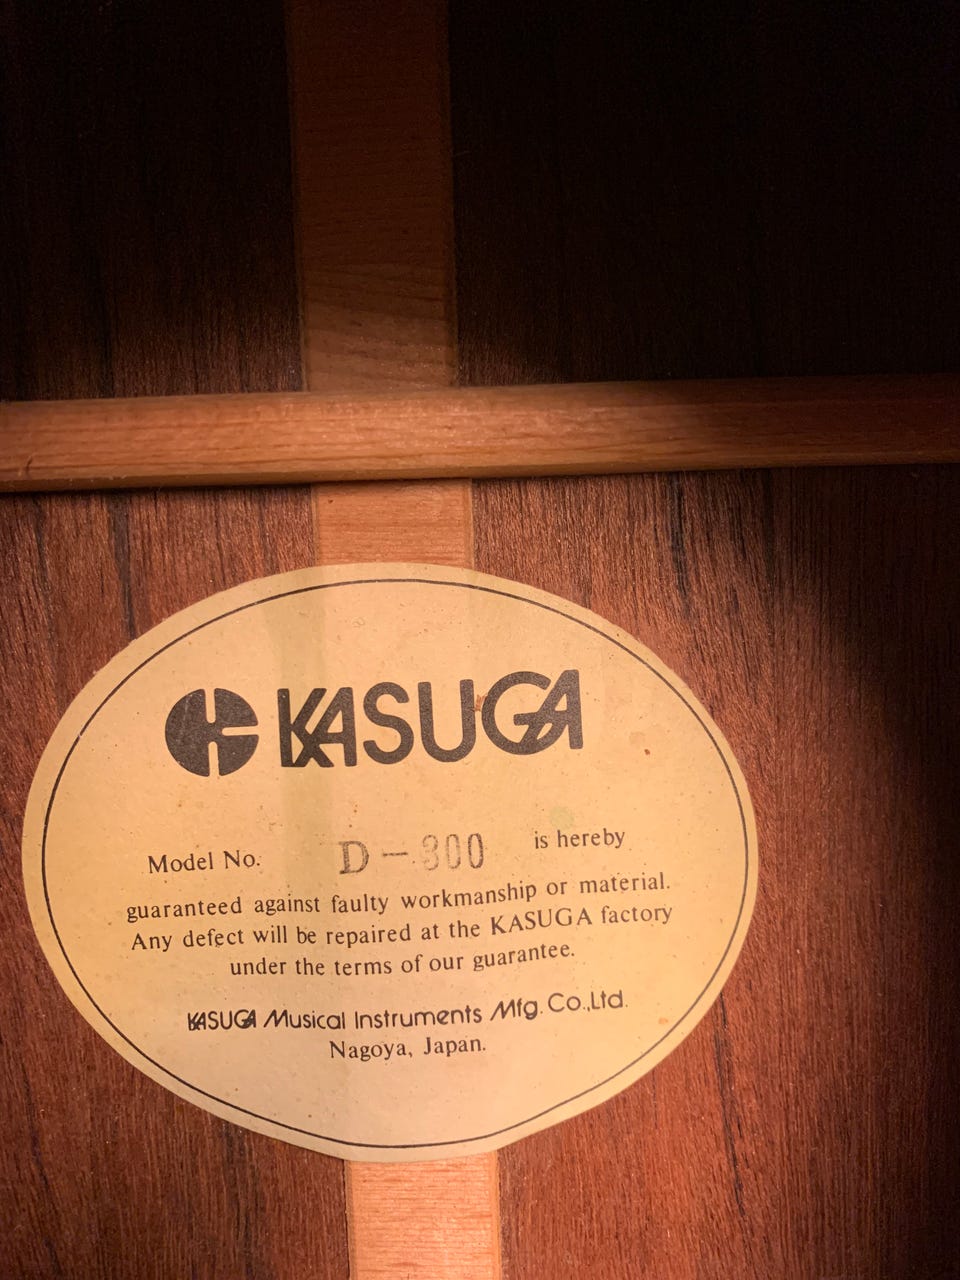 KASUGA
Model No. is hereby
guaranteed against faulty workmanship or material.
Any defect will be repaired at the KASUGA factory
under the terms of our guarantee.
KASUGA Musical Instruments Mfg. Co.,Ltd.
Nagoya, Japan.